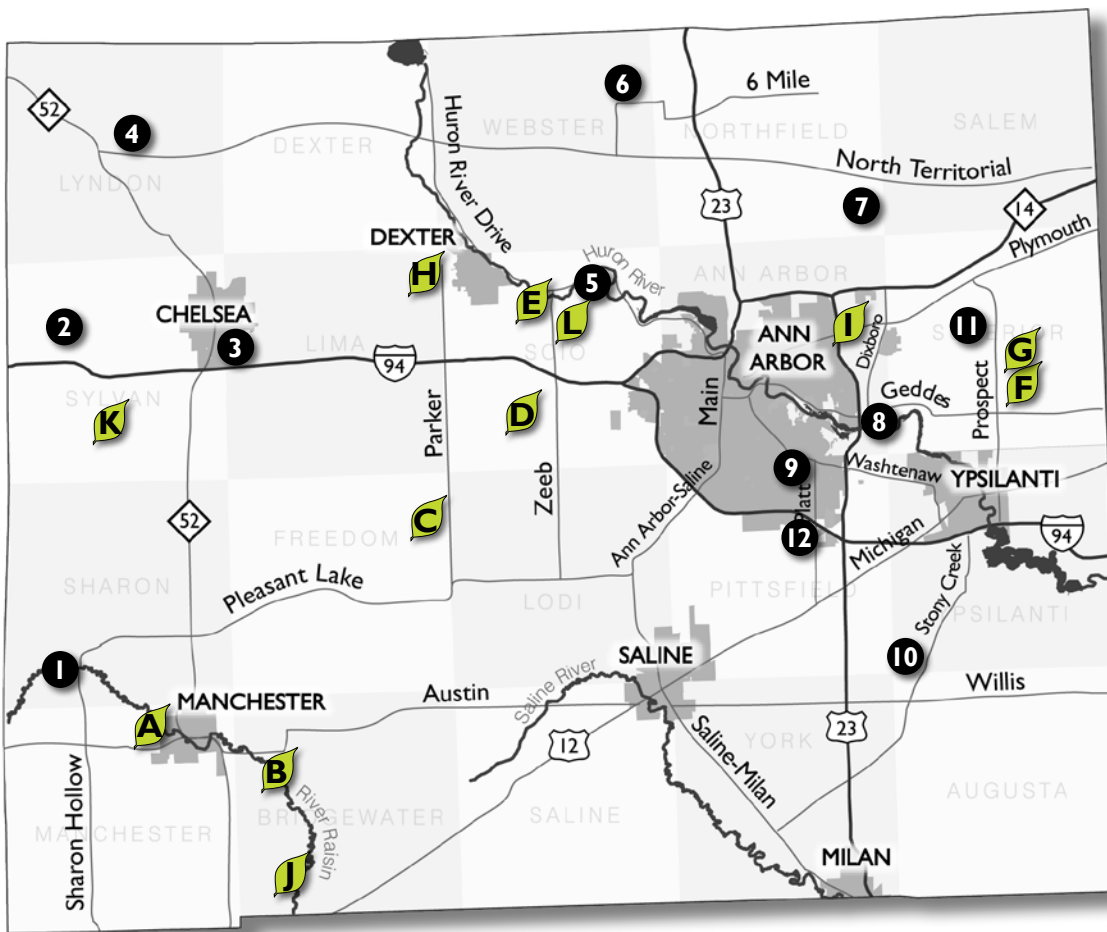 52
4
LYNDON
DEXTER
Huron River Drive
WEBSTER
6
6 Mile
NORTHFIELD
SALEM
North Territorial
23
7
14
Plymouth
DEXTER
H
Huron River
5
ANN ARBOR
E
L
I
Dixboro
11
SUPERIOR
G
F
2
CHELSEA
3
LIMA
94
SCIO
ANN
ARBOR
SYLVAN
K
Parker
D
Main
Geddes
8
Prospect
9
Washtenaw
YPSILANTI
52
C
Zeeb
Ann Arbor-Saline
Platt
12
Michigan
94
FREEDOM
SHARON
Pleasant Lake
LODI
PITTSFIELD
Stony Creek
YPSILANTI
1
SALINE
10
Saline River
A
MANCHESTER
Austin
Willis
12
23
YORK
Saline-Milan
B
River Raisin
BRIDGEWATER
SALINE
AUGUSTA
Sharon Hollow
MANCHESTER
J
MILAN